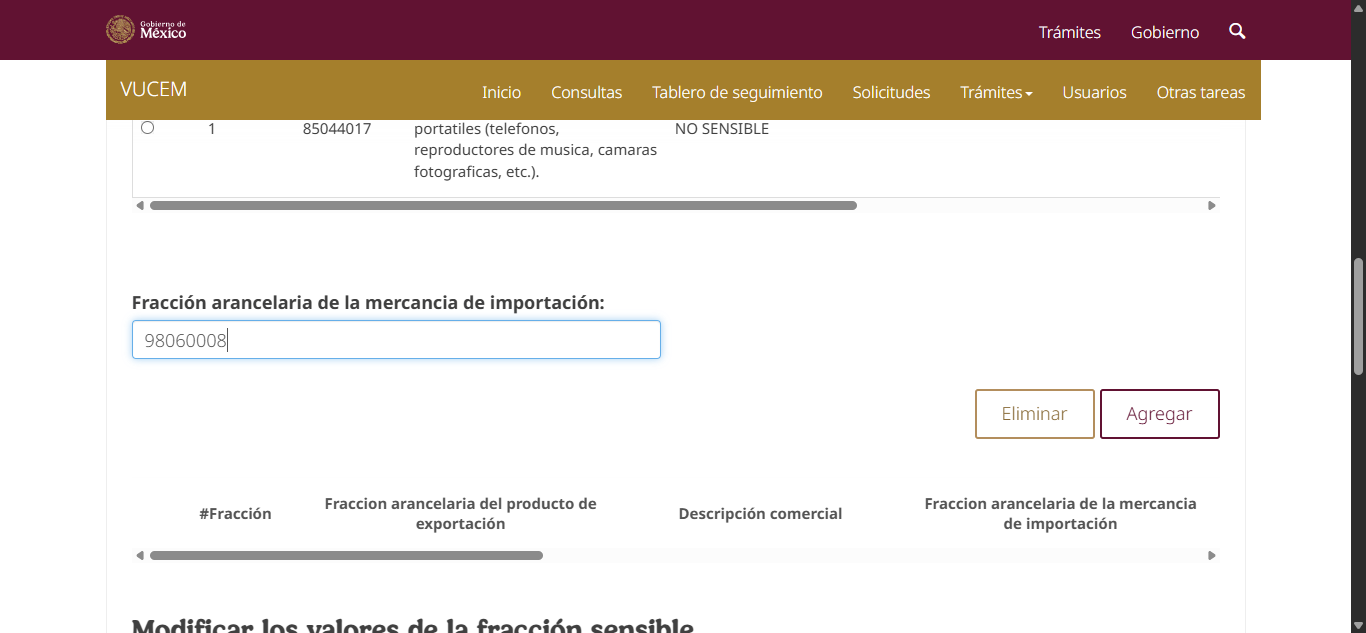 Gobierno de
México
Trámites
Gobierno
VUCEM
Inicio
Consultas
Tablero de seguimiento
Solicitudes
Trámites
Usuarios
Otras tareas
1
85044017
portatiles (telefonos,
reproductores de musica, camaras
fotograficas, etc.).
NO SENSIBLE
Fracción arancelaria de la mercancia de importación:
98060008
Eliminar
Agregar
#Fracción
Fraccion arancelaria del producto de
exportación
Descripción comercial
Fraccion arancelaria de la mercancia
de importación
Modificar los valores de la fracción sensible